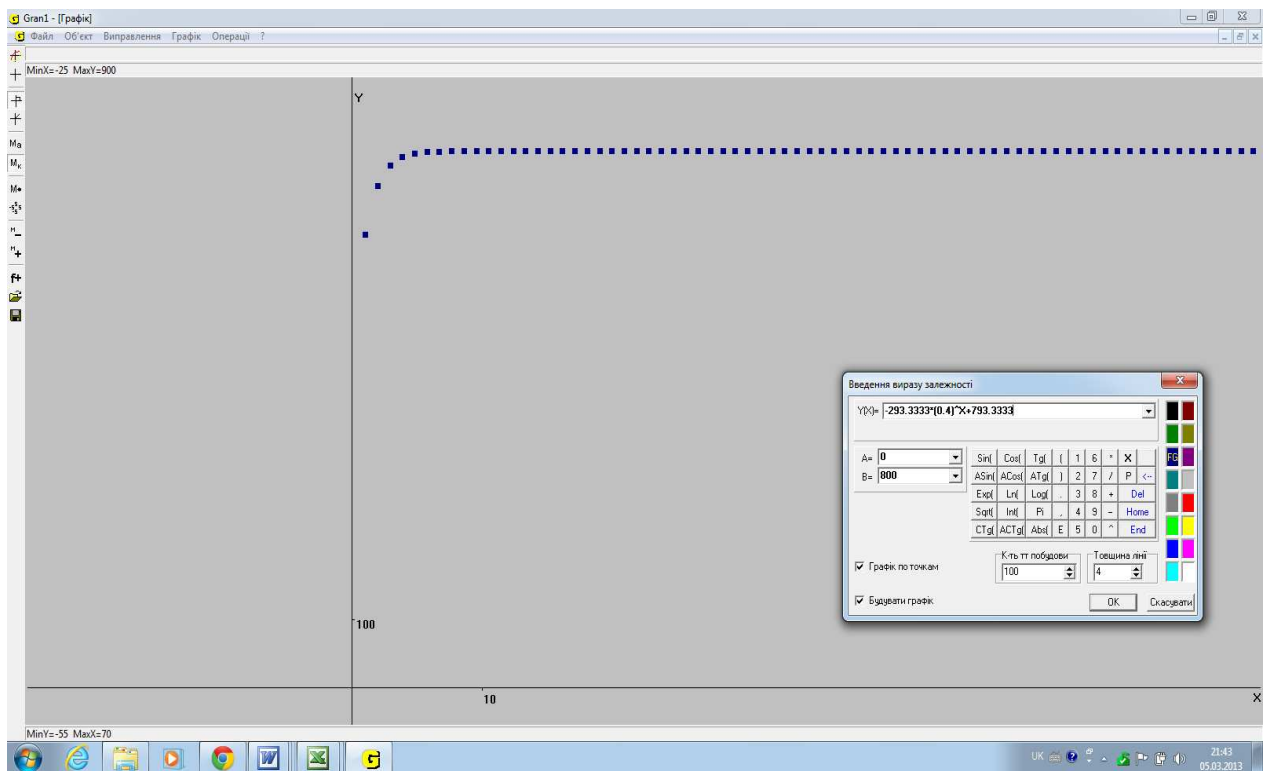 Gran1 - [Графік]
Файл Об'єкт Виправлення Графік Операції ?
MinX=-25 MaxY=900
Y
Ma
Mк
100
10
X
MinY=-55 MaxX=70
Введення виразу залежності
Y(X)= -293.3333*(0.4)^X+793.3333
A= 0
B= 800
Sin( Cos( Tg( ( 1 6 * X
ASin( ACos( ATg( ) 2 7 / P <--
Exp( Ln( Log( . 3 8 + Del
Sqrt( Int( Pi , 4 9 - Home
CTg( ACTg( Abs( E 5 0 ^ End
FG
Графік по точкам
К-ть тт побудови
100
Товщина лінії
4
Будувати графік
OK Скасувати
UK
21:43
05.03.2013